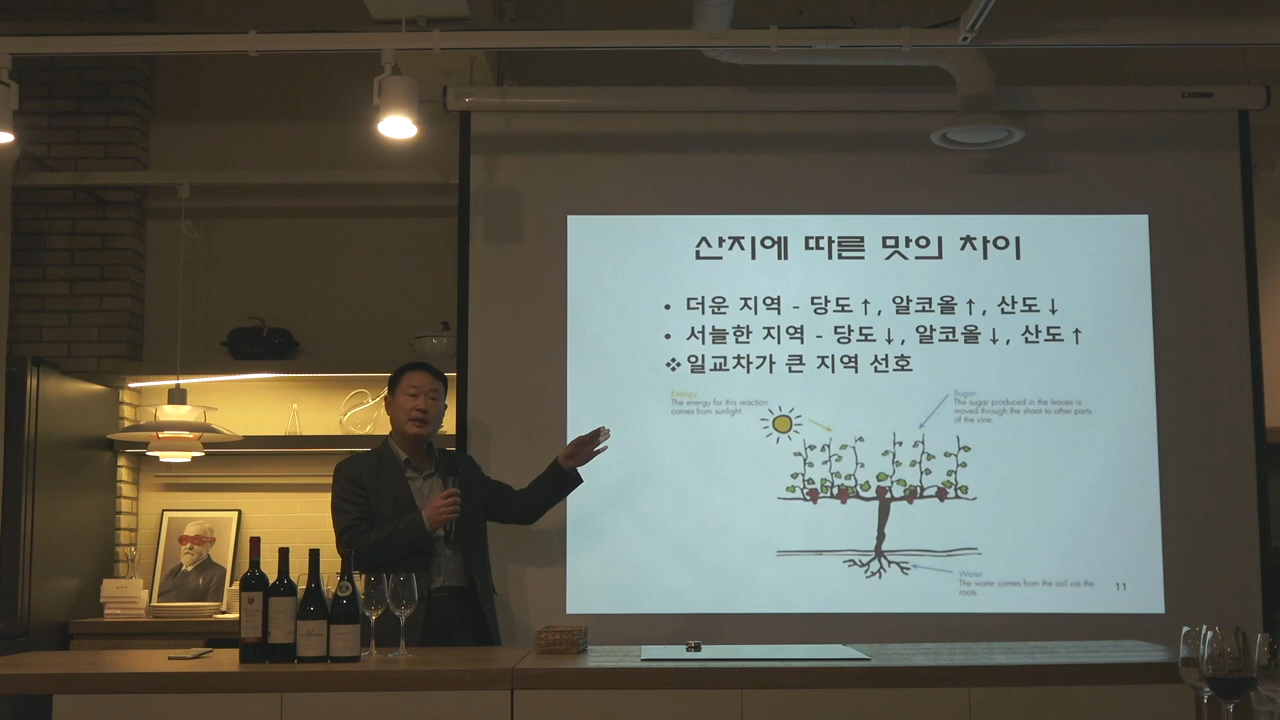 산지에 따른 맛의 차이
• 더운 지역 - 당도↑, 알코올↑, 산도↓
• 서늘한 지역 - 당도↓, 알코올↓, 산도↑
❖일교차가 큰 지역 선호
Energy
The energy for this reaction
comes from sunlight.
Sugar
The sugar produced in the leaves is
moved through the shoot to other parts
of the vine.
Water
The water comes from the soil via the
roots.
11